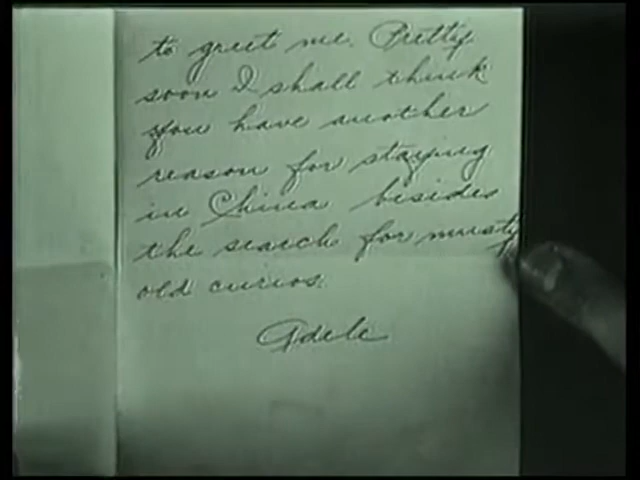 to greet me. Pretty
soon I shall think
you have another
reason for staying
in China besides
the search for musty
old curios.
Adele